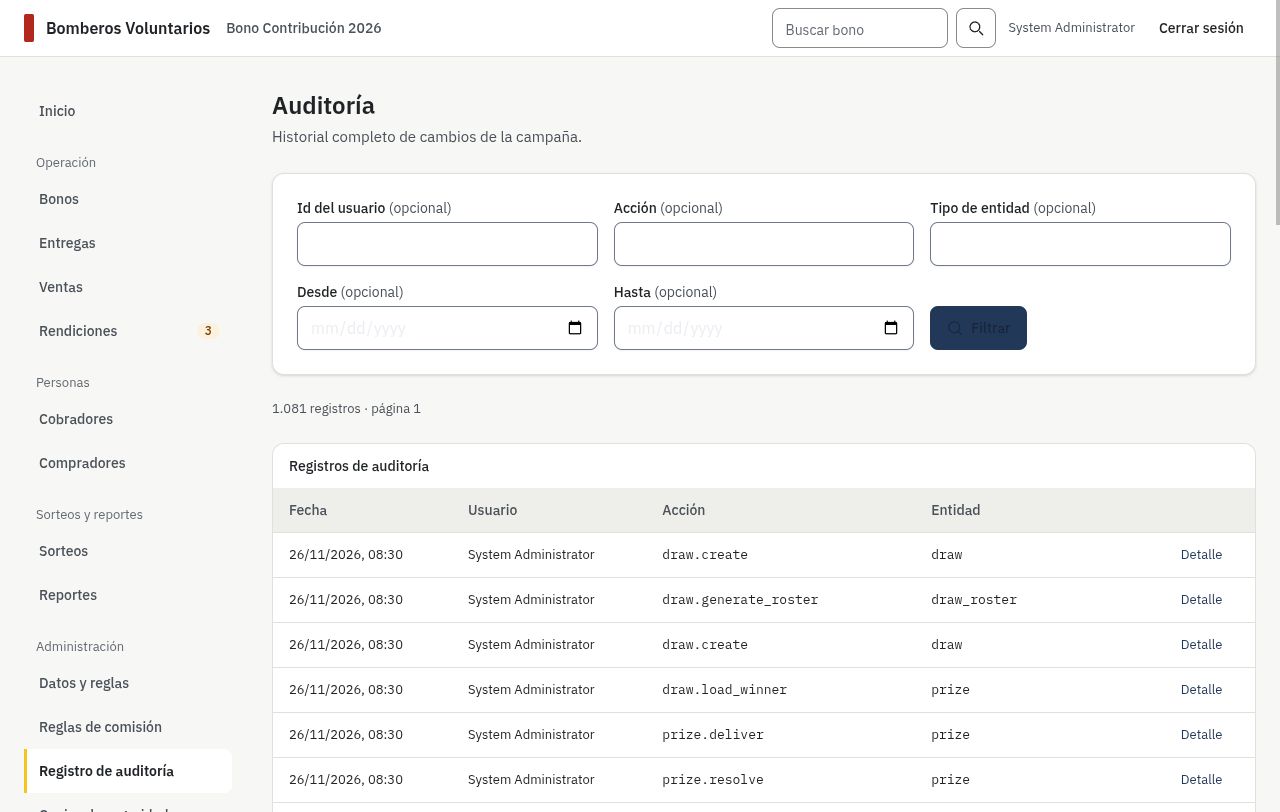 Bomberos Voluntarios Bono Contribución 2026 Buscar bono System Administrator Cerrar sesión
Inicio
Operación
Bonos
Entregas
Ventas
Rendiciones 3
Personas
Cobradores
Compradores
Sorteos y reportes
Sorteos
Reportes
Administración
Datos y reglas
Reglas de comisión
Registro de auditoría
Auditoría
Historial completo de cambios de la campaña.
Id del usuario (opcional) Acción (opcional) Tipo de entidad (opcional)
Desde (opcional) Hasta (opcional)
mm/dd/yyyy mm/dd/yyyy Filtrar
1.081 registros · página 1
Registros de auditoría
Fecha Usuario Acción Entidad
26/11/2026, 08:30 System Administrator draw.create draw Detalle
26/11/2026, 08:30 System Administrator draw.generate_roster draw_roster Detalle
26/11/2026, 08:30 System Administrator draw.create draw Detalle
26/11/2026, 08:30 System Administrator draw.load_winner prize Detalle
26/11/2026, 08:30 System Administrator prize.deliver prize Detalle
26/11/2026, 08:30 System Administrator prize.resolve prize Detalle